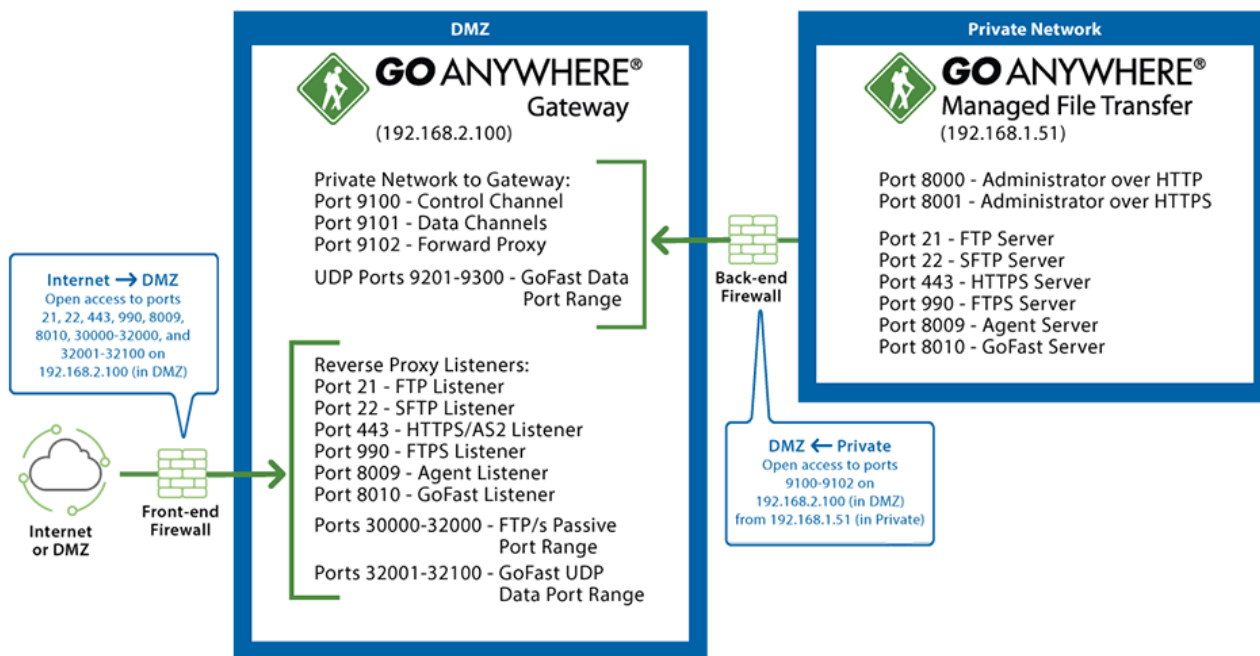 DMZ
GO ANYWHERE®
Gateway
(192.168.2.100)
Private Network to Gateway:
Port 9100 - Control Channel
Port 9101 - Data Channels
Port 9102 - Forward Proxy
UDP Ports 9201-9300 - GoFast Data
Port Range
Reverse Proxy Listeners:
Port 21 - FTP Listener
Port 22 - SFTP Listener
Port 443 - HTTPS/AS2 Listener
Port 990 - FTPS Listener
Port 8009 - Agent Listener
Port 8010 - GoFast Listener
Ports 30000-32000 - FTP/s Passive
Port Range
Ports 32001-32100 - GoFast UDP
Data Port Range
Internet → DMZ
Open access to ports
21, 22, 443, 990, 8009,
8010, 30000-32000, and
32001-32100 on
192.168.2.100 (in DMZ)
Internet
or DMZ
Front-end
Firewall
Back-end
Firewall
DMZ ← Private
Open access to ports
9100-9102 on
192.168.2.100 (in DMZ)
from 192.168.1.51 (in Private)
Private Network
GO ANYWHERE®
Managed File Transfer
(192.168.1.51)
Port 8000 - Administrator over HTTP
Port 8001 - Administrator over HTTPS
Port 21 - FTP Server
Port 22 - SFTP Server
Port 443 - HTTPS Server
Port 990 - FTPS Server
Port 8009 - Agent Server
Port 8010 - GoFast Server